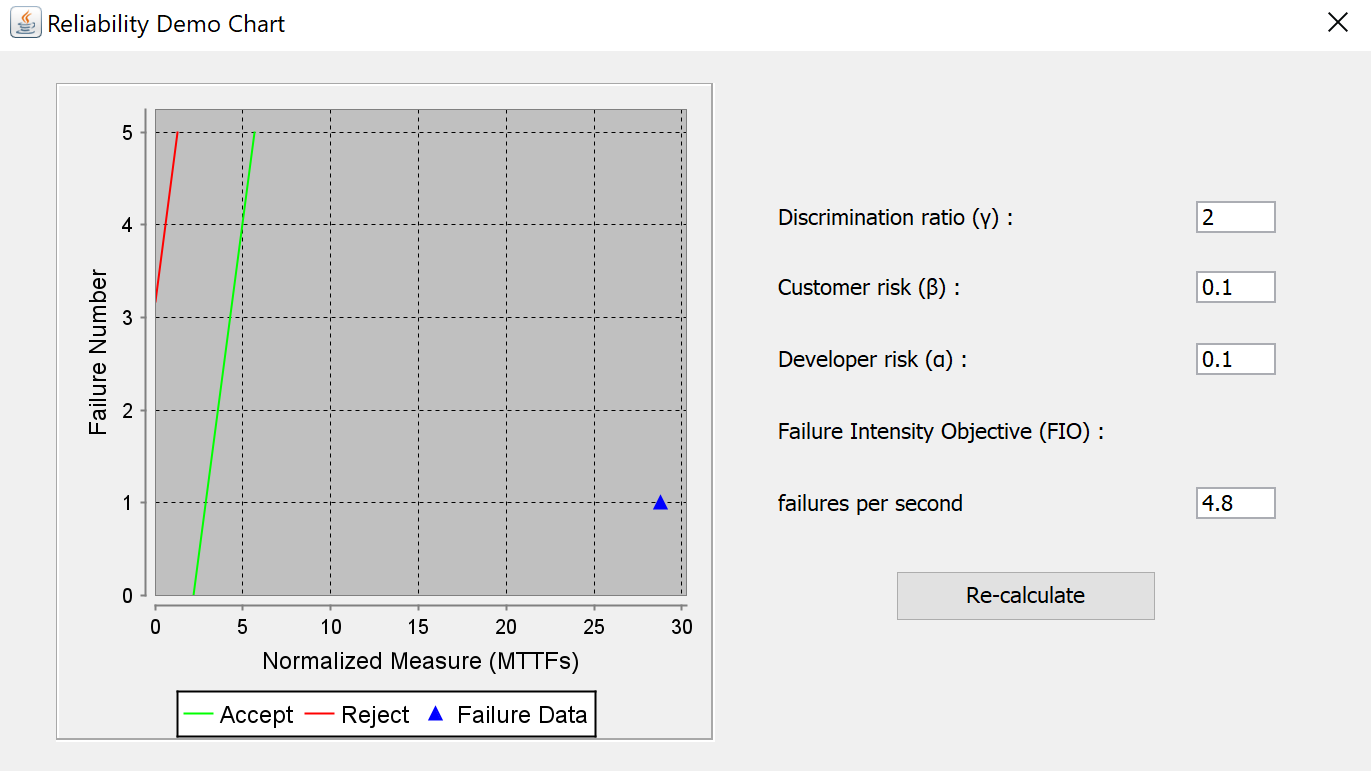 Reliability Demo Chart
Failure Number
5
4
3
2
1
0
0 5 10 15 20 25 30
Normalized Measure (MTTFs)
Accept Reject Failure Data
Discrimination ratio (γ) : 2
Customer risk (β) : 0.1
Developer risk (α) : 0.1
Failure Intensity Objective (FIO) :
failures per second 4.8
Re-calculate